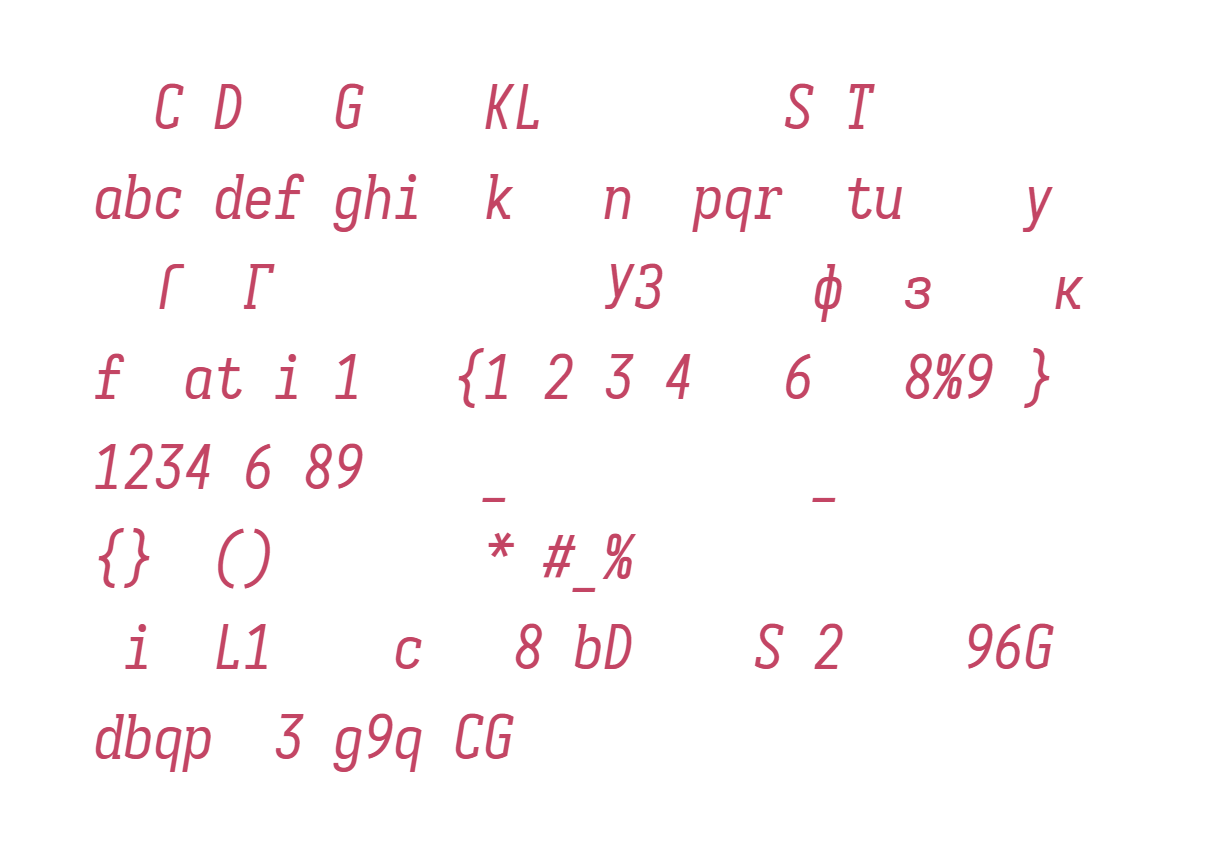 C D G KL S T
abc def ghi k n pqr tu y
Г УЗ ф з к
f at i 1 {1 2 3 4 6 8%9 }
1234 6 89 _ _
{} () * #_%
i L1 c 8 bD S 2 96G
dbqp 3 g9q CG